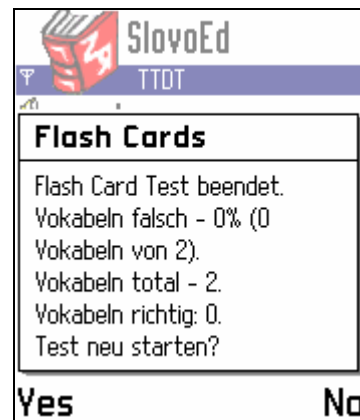 SlovoEd
TTDT
Flash Cards
Flash Card Test beendet.
Vokabeln falsch - 0% (0
Vokabeln von 2).
Vokabeln total - 2.
Vokabeln richtig: 0.
Test neu starten?
Yes No